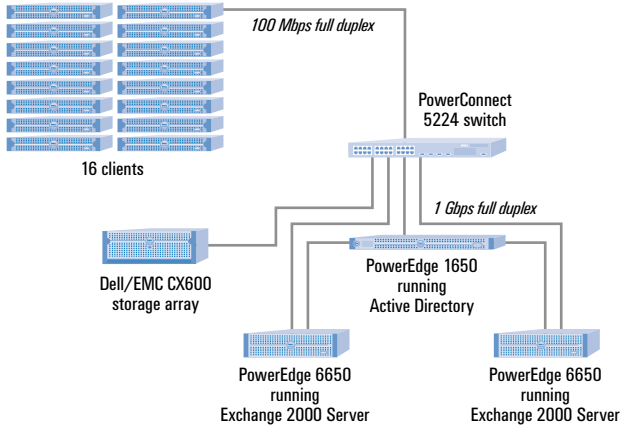 100 Mbps full duplex
PowerConnect
5224 switch
16 clients
1 Gbps full duplex
Dell/EMC CX600
storage array
PowerEdge 1650
running
Active Directory
PowerEdge 6650
running
Exchange 2000 Server
PowerEdge 6650
running
Exchange 2000 Server